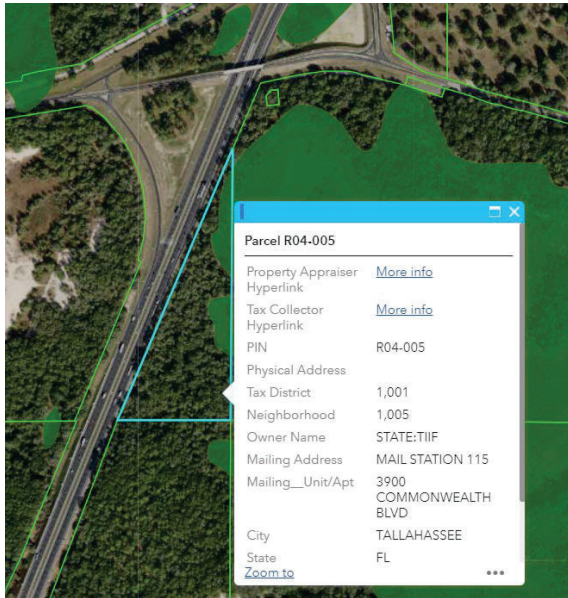 Parcel R04-005
Property Appraiser More info
Hyperlink
Tax Collector More info
Hyperlink
PIN R04-005
Physical Address
Tax District 1,001
Neighborhood 1,005
Owner Name STATE:TIIF
Mailing Address MAIL STATION 115
Mailing__Unit/Apt 3900
COMMONWEALTH
BLVD
City TALLAHASSEE
State FL
Zoom to